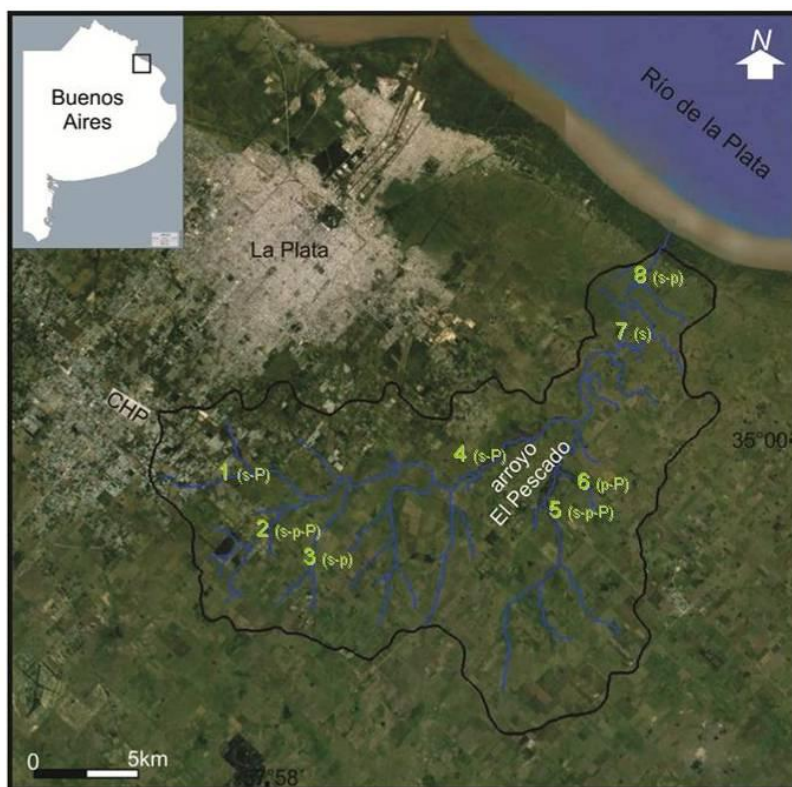 Buenos
Aires
N
Río de la Plata
La Plata
8 (s-p)
7 (s)
CHP
35°00
4 (s-P)
arroyo
El Pescado
1 (s-P)
6 (p-P)
5 (s-p-P)
2 (s-p-P)
3 (s-p)
0 5km
57°58